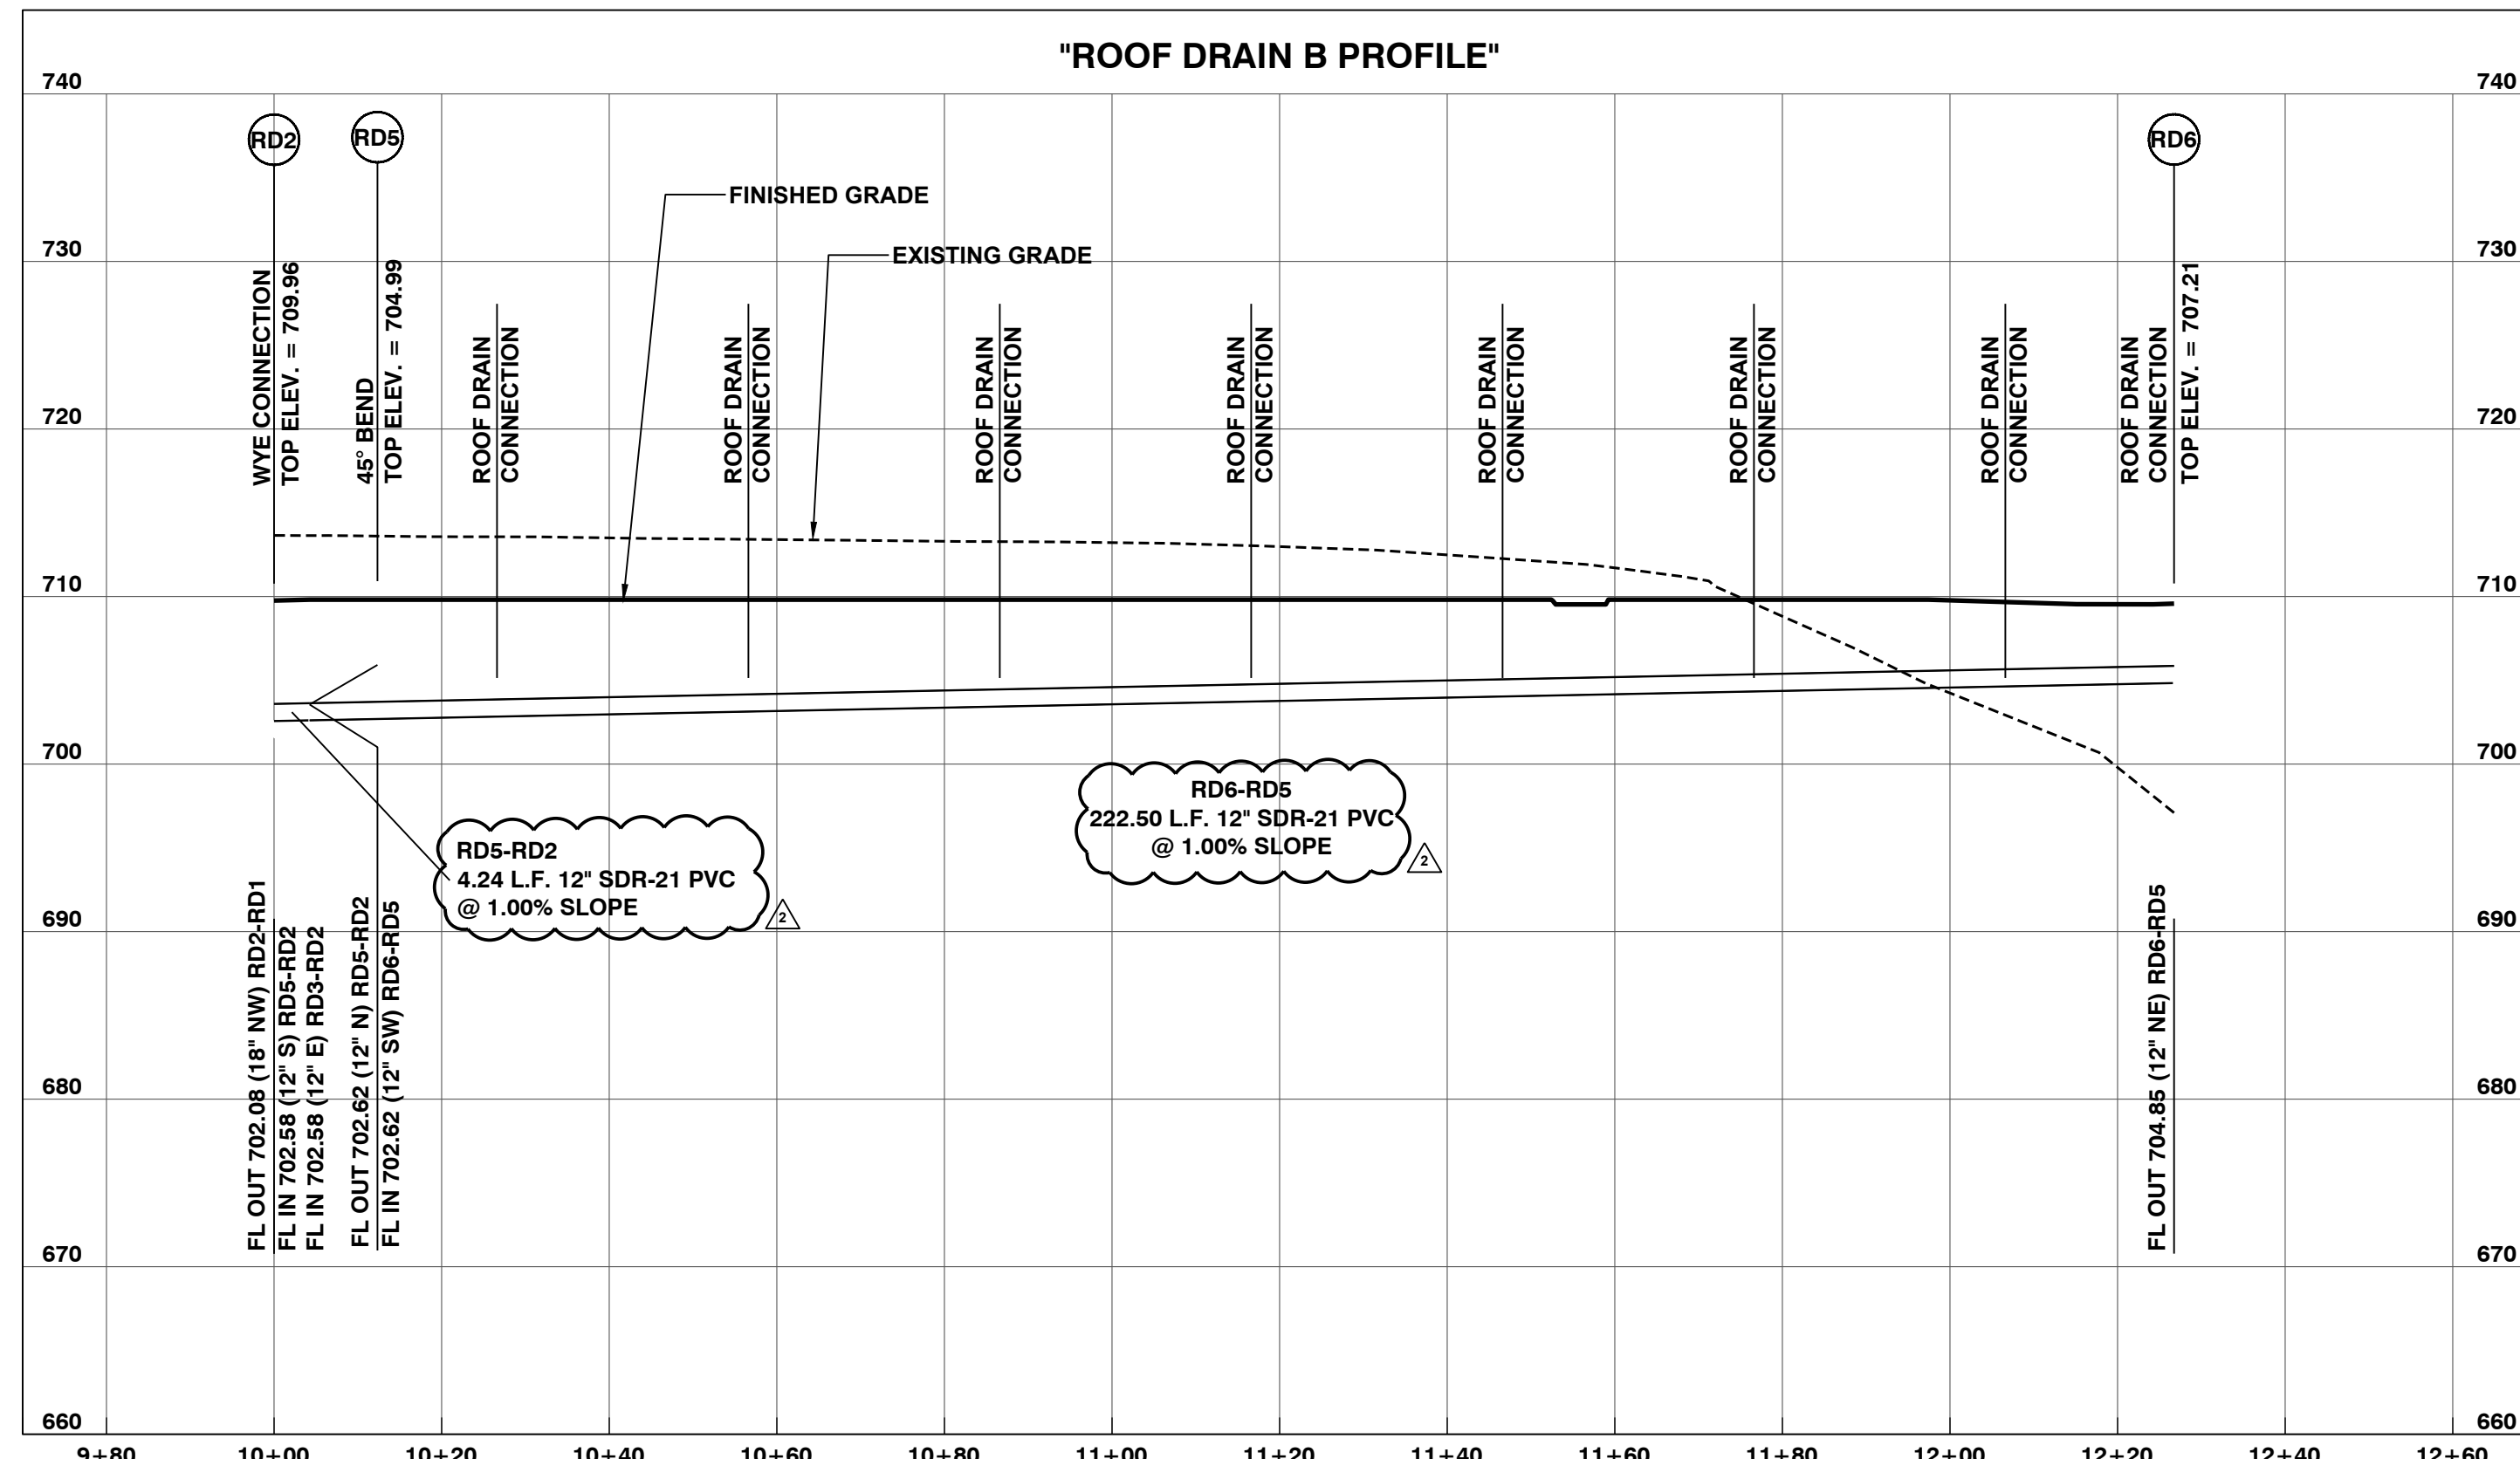 "ROOF DRAIN B PROFILE"
740
740
RD2
RD5
RD6
FINISHED GRADE
EXISTING GRADE
730
730
WYE CONNECTION
TOP ELEV. = 709.96
45° BEND
TOP ELEV. = 704.99
ROOF DRAIN
CONNECTION
ROOF DRAIN
CONNECTION
ROOF DRAIN
CONNECTION
ROOF DRAIN
CONNECTION
ROOF DRAIN
CONNECTION
ROOF DRAIN
CONNECTION
ROOF DRAIN
CONNECTION
ROOF DRAIN
CONNECTION
TOP ELEV. = 707.21
720
720
710
710
700
700
RD6-RD5
222.50 L.F. 12" SDR-21 PVC
@ 1.00% SLOPE
2
RD5-RD2
4.24 L.F. 12" SDR-21 PVC
@ 1.00% SLOPE
2
690
690
FL OUT 702.08 (18" NW) RD2-RD1
FL IN 702.58 (12" S) RD5-RD2
FL IN 702.58 (12" E) RD3-RD2
FL OUT 702.62 (12" N) RD5-RD2
FL IN 702.62 (12" SW) RD6-RD5
FL OUT 704.85 (12" NE) RD6-RD5
680
680
670
670
660
660
9+80 10+00 10+20 10+40 10+60 10+80 11+00 11+20 11+40 11+60 11+80 12+00 12+20 12+40 12+60